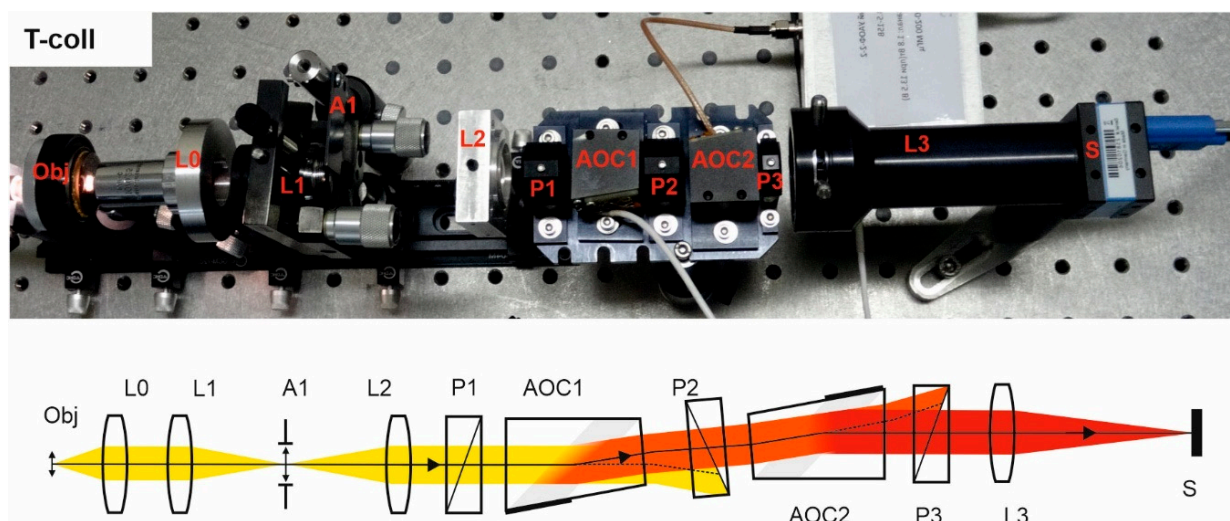 T-coll
Obj
L0
L1
A1
L2
P1
AOC1
P2
AOC2
P3
L3
S
L0 L1 A1 L2 P1 AOC1 P2
Obj
S
AOC2 P3 L3